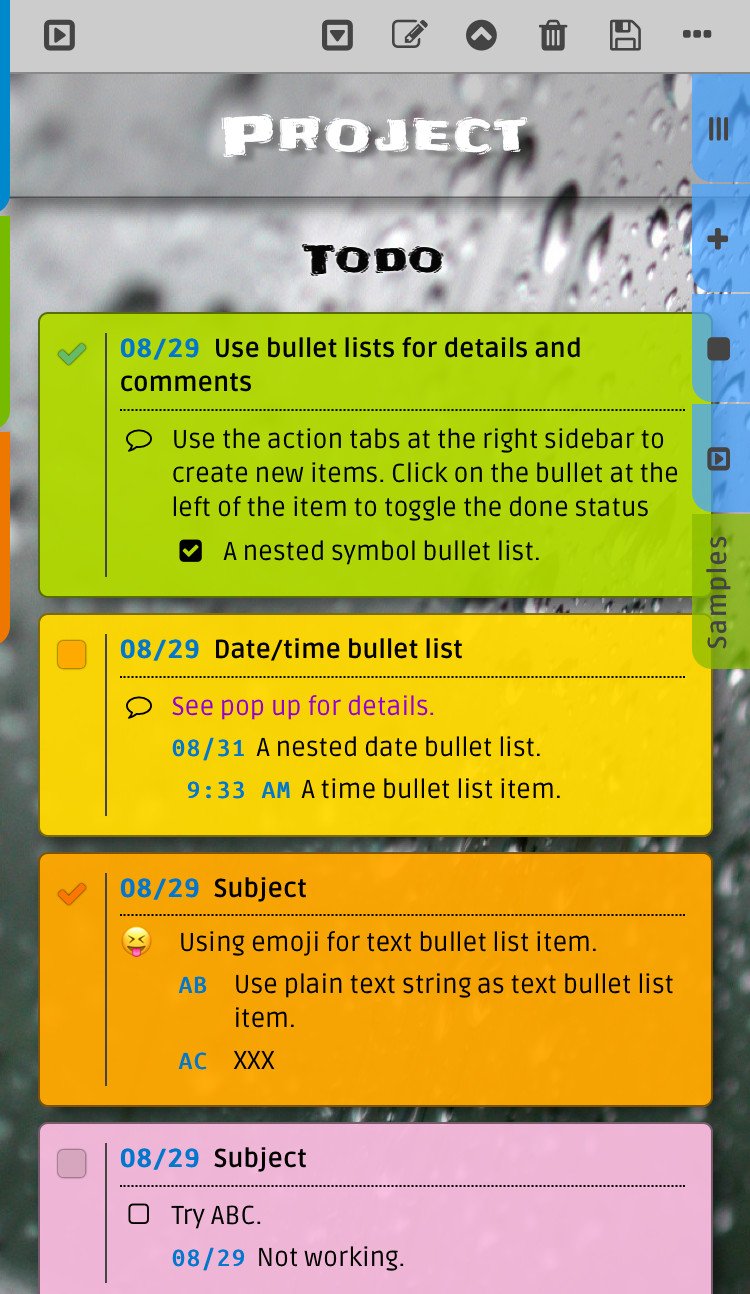 PROJECT
TODO
08/29 Use bullet lists for details and
comments
Use the action tabs at the right sidebar to
create new items. Click on the bullet at the
left of the item to toggle the done status
A nested symbol bullet list.
Samples
08/29 Date/time bullet list
See pop up for details.
08/31 A nested date bullet list.
9:33 AM A time bullet list item.
08/29 Subject
Using emoji for text bullet list item.
AB Use plain text string as text bullet list
item.
AC XXX
08/29 Subject
Try ABC.
08/29 Not working.